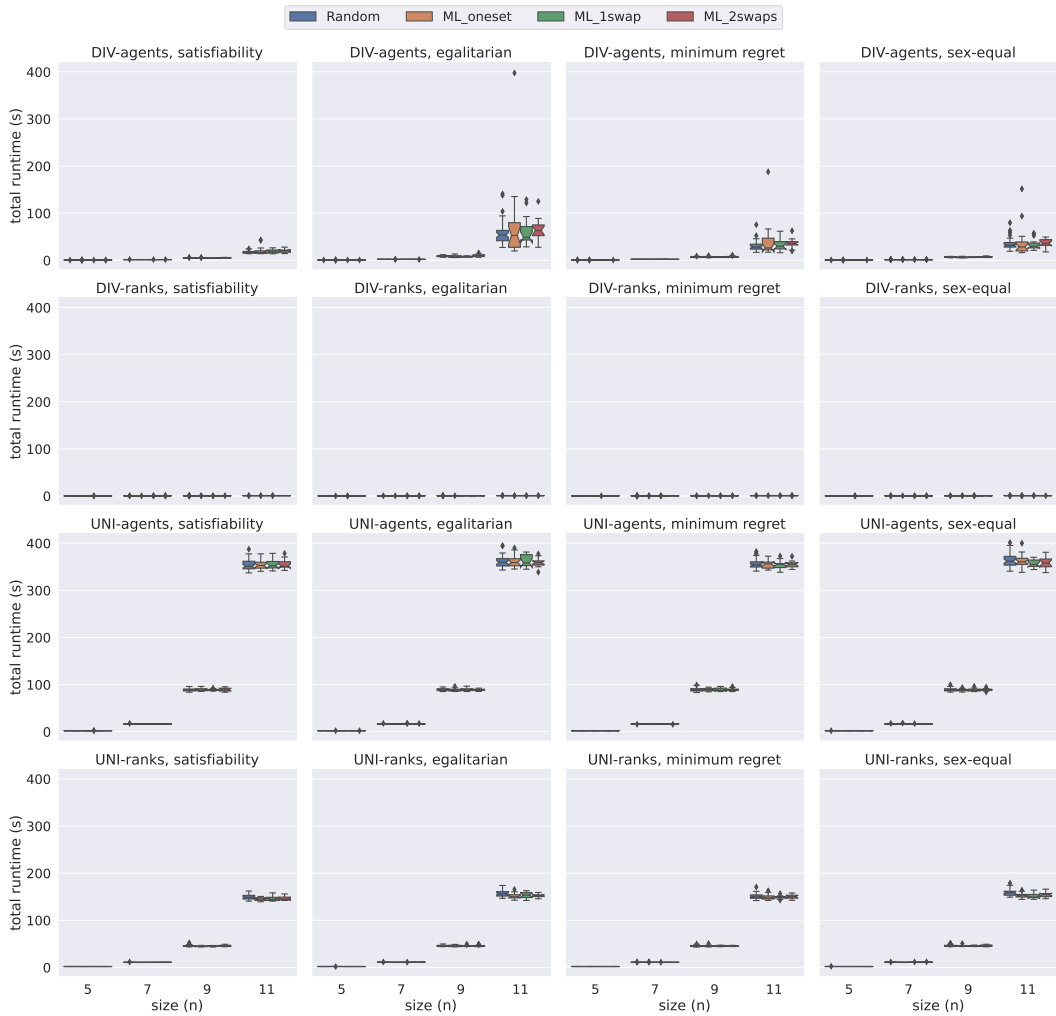 Random ML_oneset ML_1swap ML_2swaps
DIV-agents, satisfiability DIV-agents, egalitarian DIV-agents, minimum regret DIV-agents, sex-equal
total runtime (s)
400
300
200
100
0
DIV-ranks, satisfiability DIV-ranks, egalitarian DIV-ranks, minimum regret DIV-ranks, sex-equal
total runtime (s)
400
300
200
100
0
UNI-agents, satisfiability UNI-agents, egalitarian UNI-agents, minimum regret UNI-agents, sex-equal
total runtime (s)
400
300
200
100
0
UNI-ranks, satisfiability UNI-ranks, egalitarian UNI-ranks, minimum regret UNI-ranks, sex-equal
total runtime (s)
400
300
200
100
0
5 7 9 11 5 7 9 11 5 7 9 11 5 7 9 11
size (n) size (n) size (n) size (n)